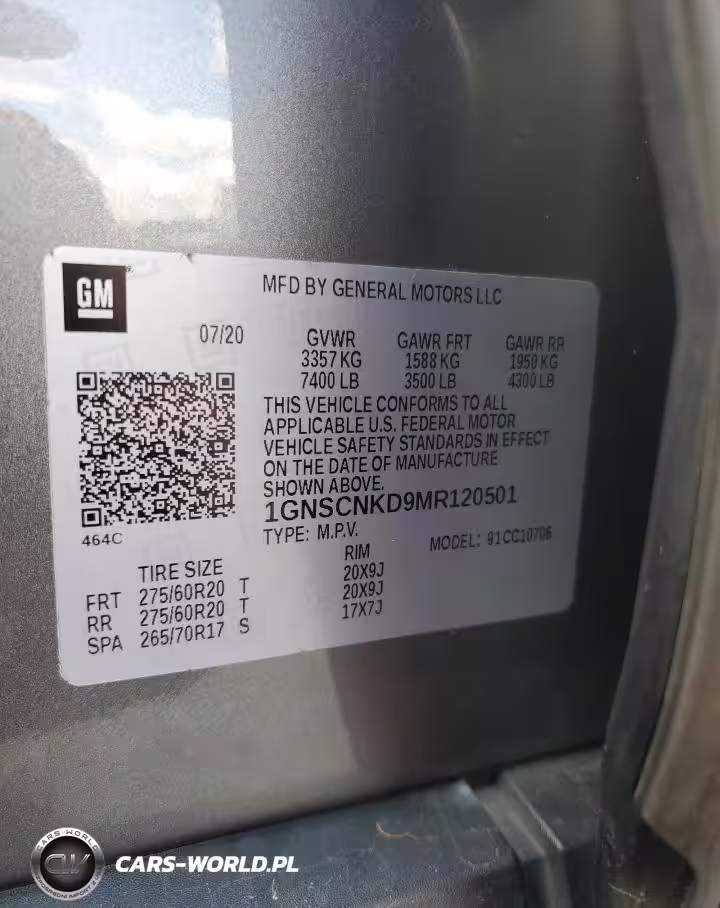 GM
MFD BY GENERAL MOTORS LLC
07/20
GVWR GAWR FRT GAWR RR
3357 KG 1588 KG 1950 KG
7400 LB 3500 LB 4300 LB
THIS VEHICLE CONFORMS TO ALL
APPLICABLE U.S. FEDERAL MOTOR
VEHICLE SAFETY STANDARDS IN EFFECT
ON THE DATE OF MANUFACTURE
SHOWN ABOVE.
1GNSCNKD9MR120501
464C
TYPE: M.P.V. MODEL: 91CC10706
TIRE SIZE RIM
FRT 275/60R20 T 20X9J
RR 275/60R20 T 20X9J
SPA 265/70R17 S 17X7J
CARS-WORLD
CW
CARS-WORLD.PL